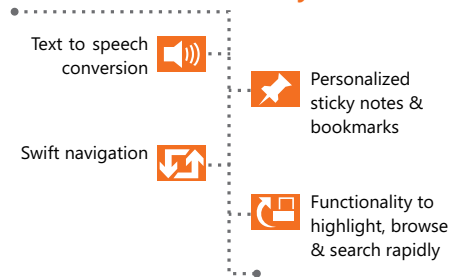 Text to speech
conversion
Personalized
sticky notes &
bookmarks
Swift navigation
Functionality to
highlight, browse
& search rapidly